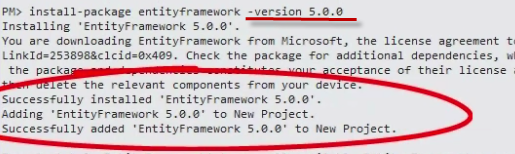 PM> install-package entityframework -version 5.0.0
Installing 'EntityFramework 5.0.0'.
You are downloading EntityFramework from Microsoft, the license agreement to
LinkId=253898&clcid=0x409. Check the package for additional dependencies, wh
the package and dependencies constitutes your acceptance of their license a
then delete the relevant components from your device.
Successfully installed 'EntityFramework 5.0.0'.
Adding 'EntityFramework 5.0.0' to New Project.
Successfully added 'EntityFramework 5.0.0' to New Project.